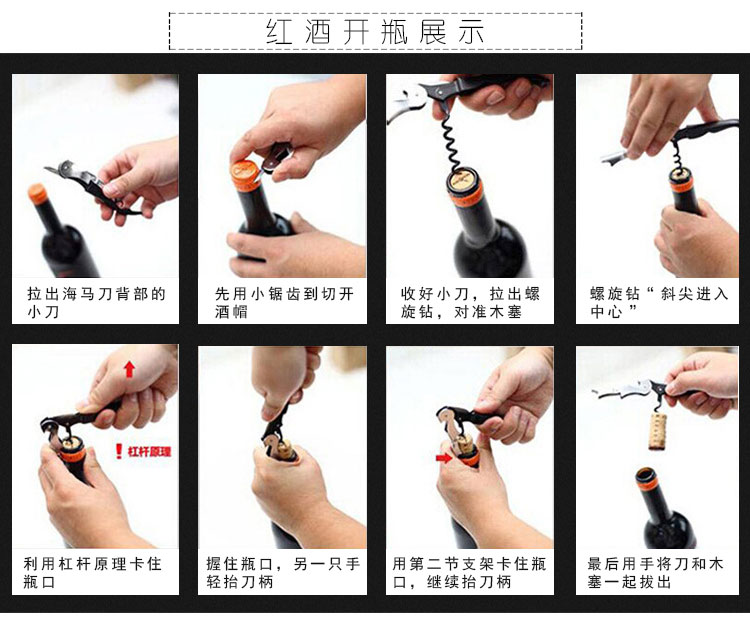 红酒开瓶展示
拉出海马刀背部的
小刀
先用小锯齿到切开
酒帽
收好小刀，拉出螺
旋钻，对准木塞
螺旋钻“斜尖进入
中心”
！杠杆原理
利用杠杆原理卡住
瓶口
握住瓶口，另一只手
轻抬刀柄
用第二节支架卡住瓶
口，继续抬刀柄
最后用手将刀和木
塞一起拔出